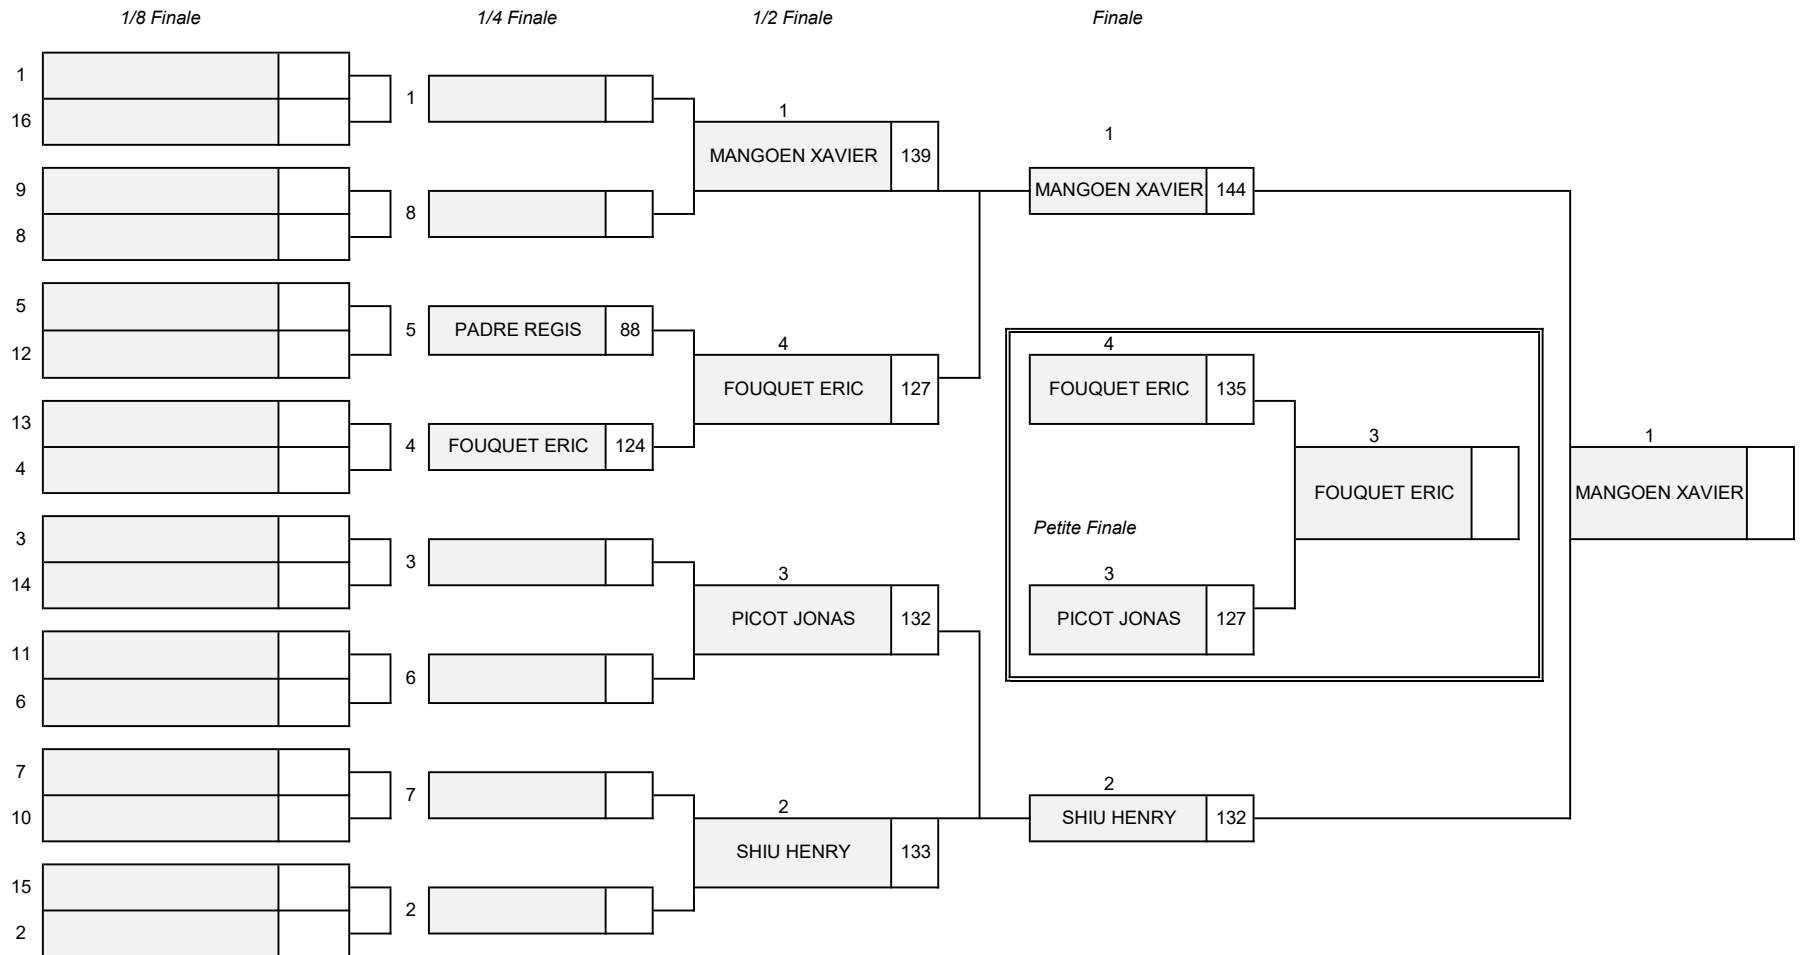 1/8 Finale 1/4 Finale 1/2 Finale Finale
1
1
16
1
MANGOEN XAVIER 139
1
MANGOEN XAVIER 144
9
8
8
5
5 PADRE REGIS 88
12
4
FOUQUET ERIC 127
4
FOUQUET ERIC 135
13
4 FOUQUET ERIC 124
4
3
FOUQUET ERIC
1
MANGOEN XAVIER
Petite Finale
3
3
14
3
PICOT JONAS 132
3
PICOT JONAS 127
11
6
6
7
7
10
2
SHIU HENRY 133
2
SHIU HENRY 132
15
2
2